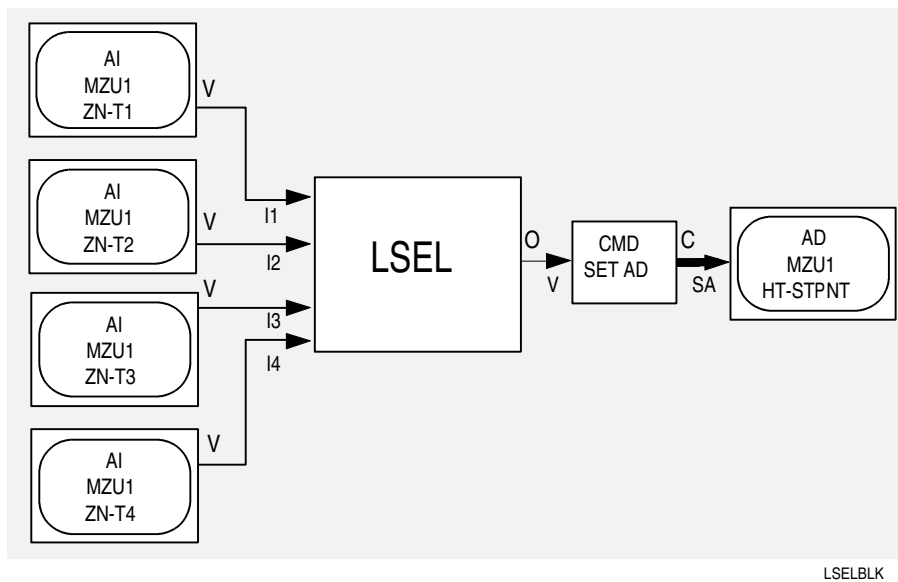 AI
MZU1
ZN-T1
V
I1
AI
MZU1
ZN-T2
V
I2
AI
MZU1
ZN-T3
V
I3
AI
MZU1
ZN-T4
V
I4
LSEL
O
V
CMD
SET AD
C
SA
AD
MZU1
HT-STPNT
LSELBLK